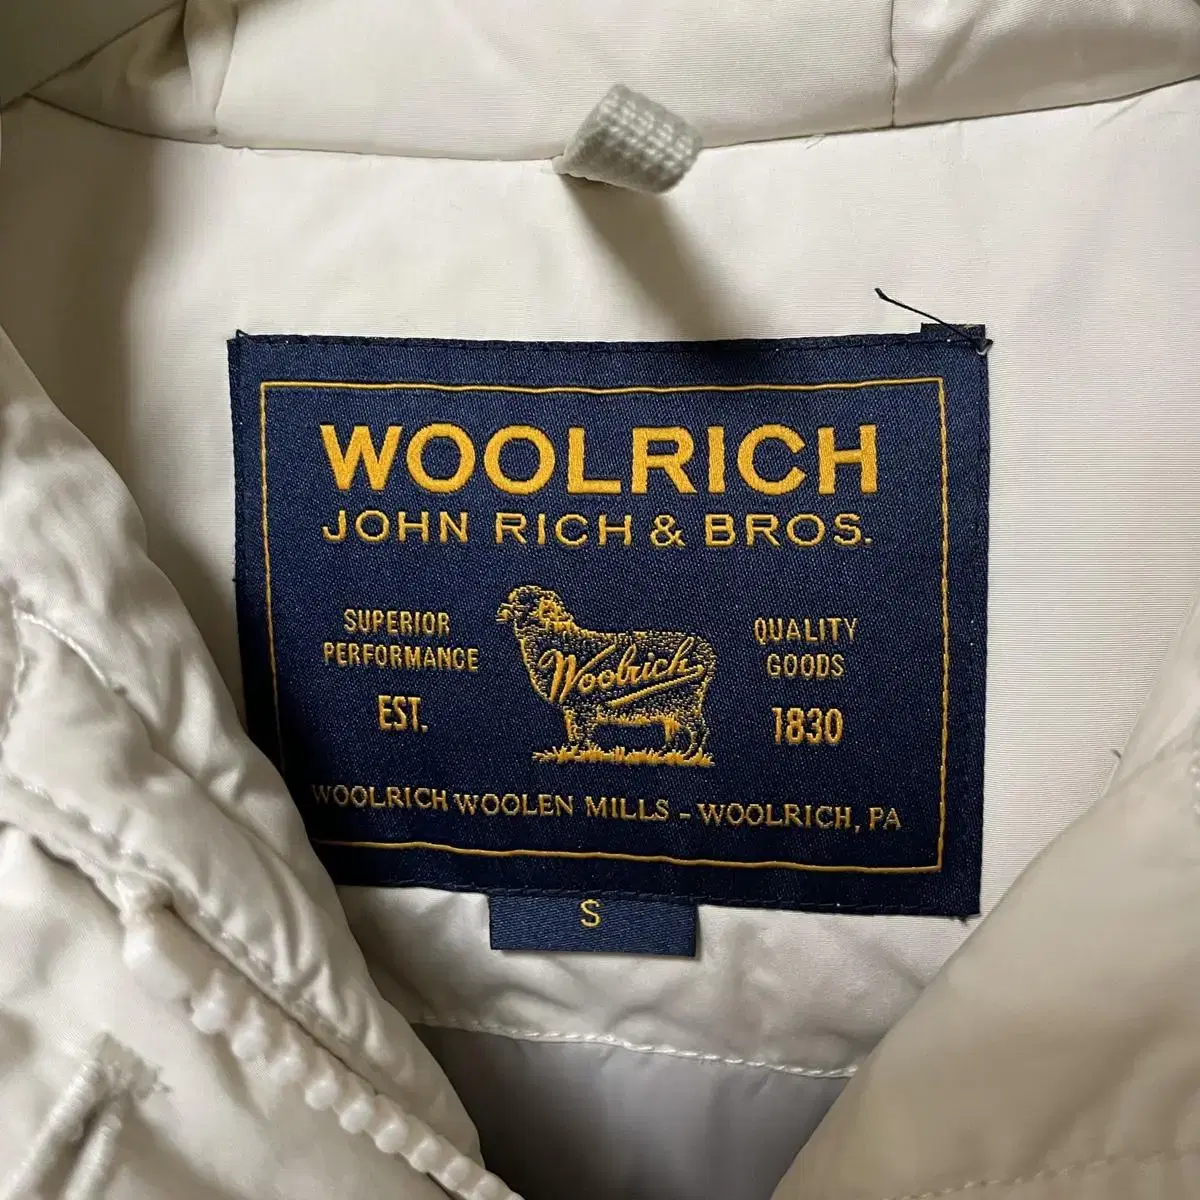 WOOLRICH
JOHN RICH & BROS.
SUPERIOR
PERFORMANCE
EST.
Woolrich
QUALITY
GOODS
1830
WOOLRICH WOOLEN MILLS - WOOLRICH, PA
S